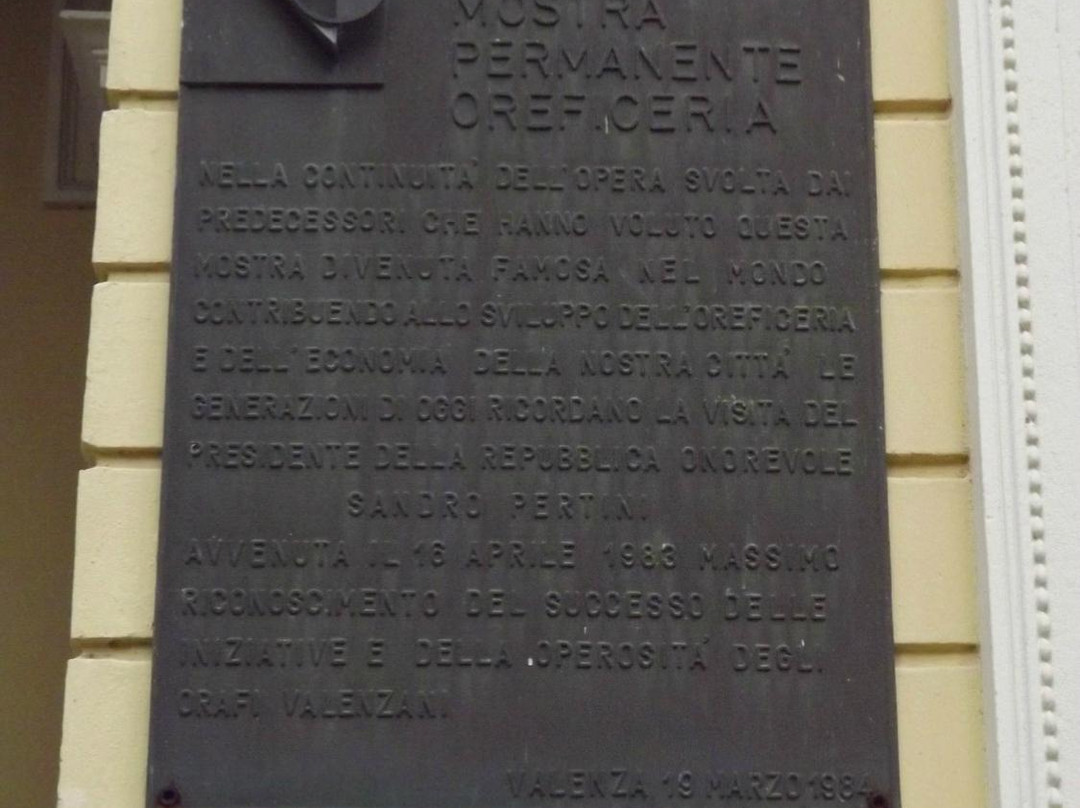 MOSTRA
PERMANENTE
OREFICERIA
NELLA CONTINUITA' DELL'OPERA SVOLTA DAI
PREDECESSORI CHE HANNO VOLUTO QUESTA
MOSTRA DIVENUTA FAMOSA NEL MONDO
CONTRIBUENDO ALLO SVILUPPO DELL'OREFICERIA
E DELL'ECONOMIA DELLA NOSTRA CITTA' LE
GENERAZIONI DI OGGI RICORDANO LA VISITA DEL
PRESIDENTE DELLA REPUBBLICA ONOREVOLE
SANDRO PERTINI
AVVENUTA IL 16 APRILE 1983 MASSIMO
RICONOSCIMENTO DEL SUCCESSO DELLE
INIZIATIVE E DELLA OPEROSITA' DEGLI
ORAFI VALENZANI
VALENZA 19 MARZO 1984